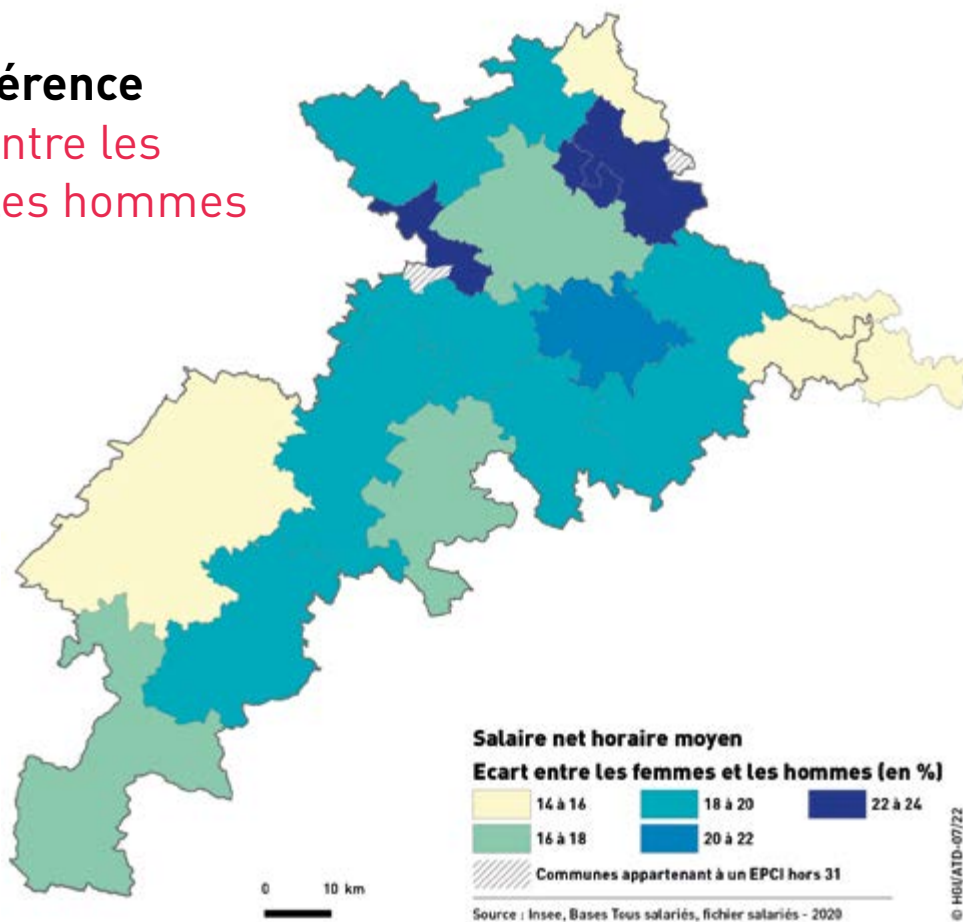 érence
ntre les
es hommes
Salaire net horaire moyen
Ecart entre les femmes et les hommes (en %)
14 à 16
18 à 20
22 à 24
16 à 18
20 à 22
Communes appartenant à un EPCI hors 31
0 10 km
Source : Insee, Bases Tous salariés, fichier salariés - 2020
© HGI/ATD-07/22